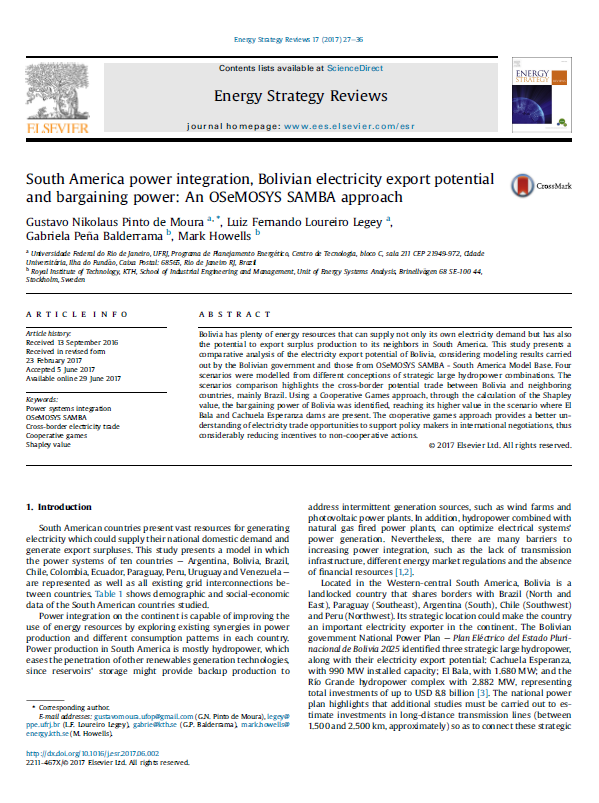 Energy Strategy Reviews 17 (2017) 27–36
Contents lists available at ScienceDirect
Energy Strategy Reviews
journal homepage: www.ees.elsevier.com/esr
ELSEVIER
ENERGY
STRATEGY
South America power integration, Bolivian electricity export potential
and bargaining power: An OSeMOSYS SAMBA approach
CrossMark
Gustavo Nikolaus Pinto de Moura a, *, Luiz Fernando Loureiro Legey a,
Gabriela Peña Balderrama b, Mark Howells b
a Universidade Federal do Rio de Janeiro, UFRJ, Programa de Planejamento Energético, Centro de Tecnologia, bloco C, sala 211 CEP 21949-972, Cidade
Universitária, Ilha do Fundão, Caixa Postal: 68565, Rio de Janeiro RJ, Brazil
b Royal Institute of Technology, KTH, School of Industrial Engineering and Management, Unit of Energy Systems Analysis, Brinellvägen 68 SE-100 44,
Stockholm, Sweden
ARTICLE INFO
Article history:
Received 13 September 2016
Received in revised form
23 February 2017
Accepted 5 June 2017
Available online 29 June 2017
Keywords:
Power systems integration
OSeMOSYS SAMBA
Cross-border electricity trade
Cooperative games
Shapley value
ABSTRACT
Bolivia has plenty of energy resources that can supply not only its own electricity demand but has also
the potential to export surplus production to its neighbors in South America. This study presents a
comparative analysis of the electricity export potential of Bolivia, considering modeling results carried
out by the Bolivian government and those from OSeMOSYS SAMBA - South America Model Base. Four
scenarios were modelled from different conceptions of strategic large hydropower combinations. The
scenarios comparison highlights the cross-border potential trade between Bolivia and neighboring
countries, mainly Brazil. Using a Cooperative Games approach, through the calculation of the Shapley
value, the bargaining power of Bolivia was identified, reaching its higher value in the scenario where El
Bala and Cachuela Esperanza dams are present. The cooperative games approach provides a better un-
derstanding of electricity trade opportunities to support policy makers in international negotiations, thus
considerably reducing incentives to non-cooperative actions.
© 2017 Elsevier Ltd. All rights reserved.
1. Introduction
South American countries present vast resources for generating
electricity which could supply their national domestic demand and
generate export surpluses. This study presents a model in which
the power systems of ten countries – Argentina, Bolivia, Brazil,
Chile, Colombia, Ecuador, Paraguay, Peru, Uruguay and Venezuela –
are represented as well as all existing grid interconnections be-
tween countries. Table 1 shows demographic and social-economic
data of the South American countries studied.
Power integration on the continent is capable of improving the
use of energy resources by exploring existing synergies in power
production and different consumption patterns in each country.
Power production in South America is mostly hydropower, which
eases the penetration of other renewables generation technologies,
since reservoirs' storage might provide backup production to
address intermittent generation sources, such as wind farms and
photovoltaic power plants. In addition, hydropower combined with
natural gas fired power plants, can optimize electrical systems'
power generation. Nevertheless, there are many barriers to
increasing power integration, such as the lack of transmission
infrastructure, different energy market regulations and the absence
of financial resources [1,2].
Located in the Western-central South America, Bolivia is a
landlocked country that shares borders with Brazil (North and
East), Paraguay (Southeast), Argentina (South), Chile (Southwest)
and Peru (Northwest). Its strategic location could make the country
an important electricity exporter in the continent. The Bolivian
government National Power Plan – Plan Eléctrico del Estado Pluri-
nacional de Bolivia 2025 identified three strategic large hydropower,
along with their electricity export potential: Cachuela Esperanza,
with 990 MW installed capacity; El Bala, with 1.680 MW; and the
Río Grande hydropower complex with 2.882 MW, representing
total investments of up to USD 8.8 billion [3]. The national power
plan highlights that additional studies must be carried out to es-
timate investments in long-distance transmission lines (between
1.500 and 2.500 km, approximately) so as to connect these strategic
* Corresponding author.
E-mail addresses: gustavomoura.ufop@gmail.com (G.N. Pinto de Moura), legey@
ppe.ufrj.br (L.F. Loureiro Legey), gabrie@kth.se (G.P. Balderrama), mark.howells@
energy.kth.se (M. Howells).
http://dx.doi.org/10.1016/j.esr.2017.06.002
2211-467X/© 2017 Elsevier Ltd. All rights reserved.